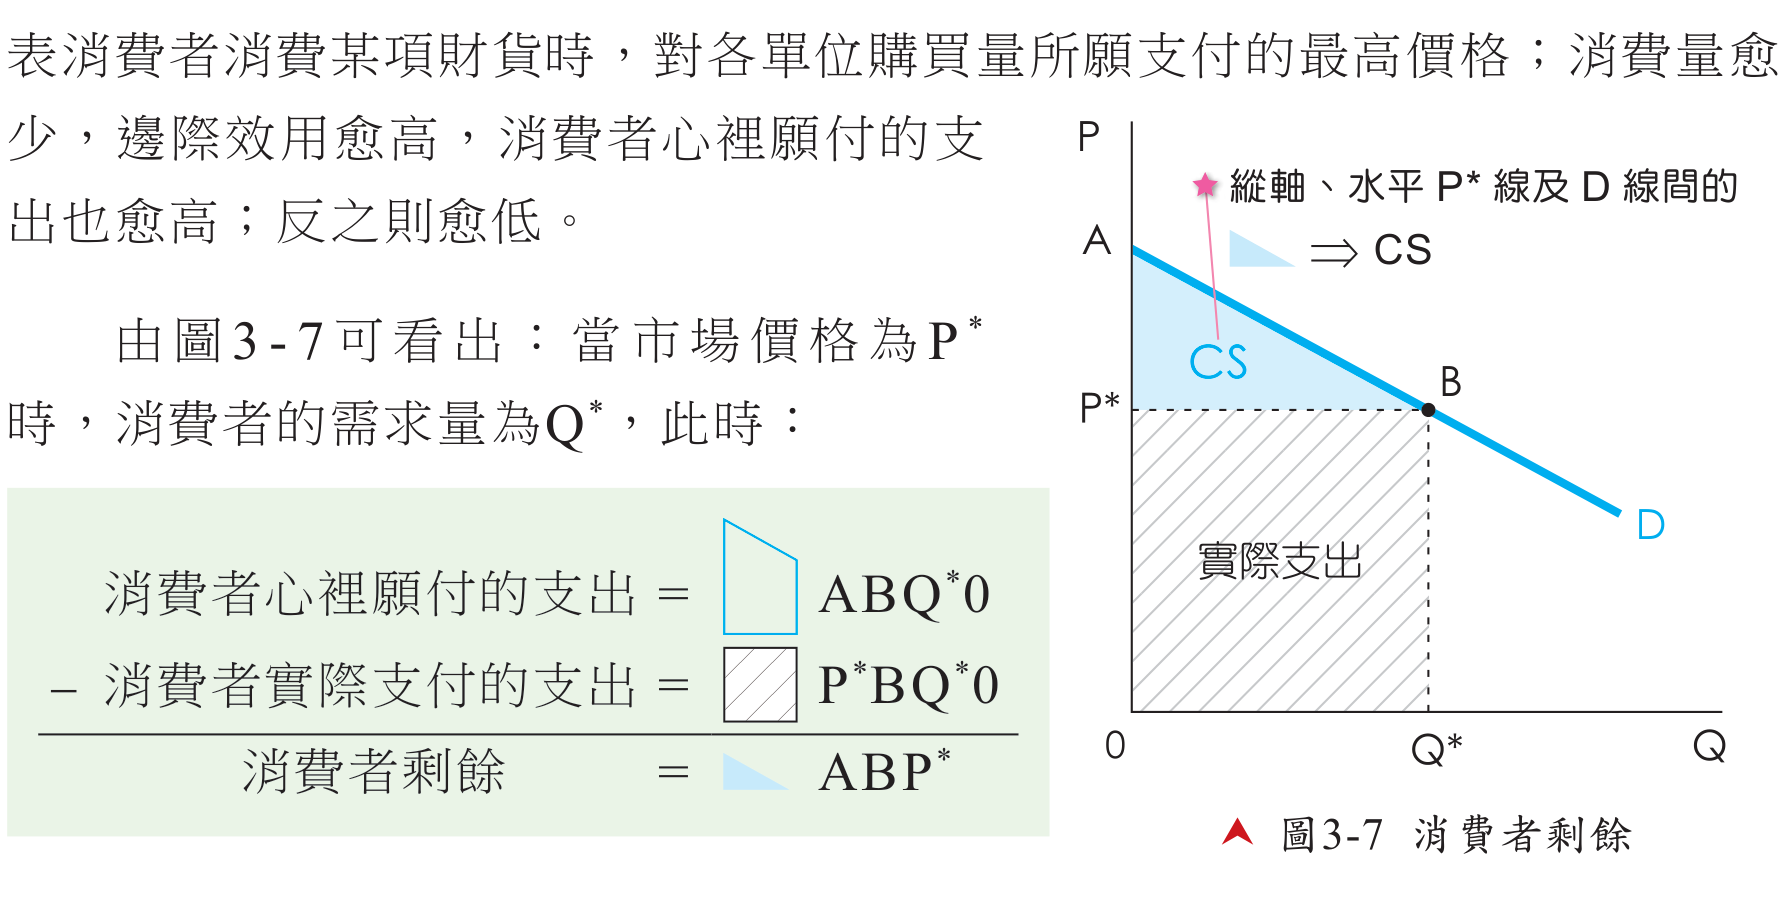 表消費者消費某項財貨時，對各單位購買量所願支付的最高價格；消費量愈
少，邊際效用愈高，消費者心裡願付的支
出也愈高；反之則愈低。
由圖3-7可看出：當市場價格為P*
時，消費者的需求量為Q*，此時：
消費者心裡願付的支出 = ABQ*0
– 消費者實際支付的支出 = P*BQ*0
消費者剩餘 = ABP*
P
★ 縱軸、水平 P* 線及 D 線間的
⇒ CS
A
CS
B
P*
D
實際支出
0
Q*
Q
圖3-7 消費者剩餘